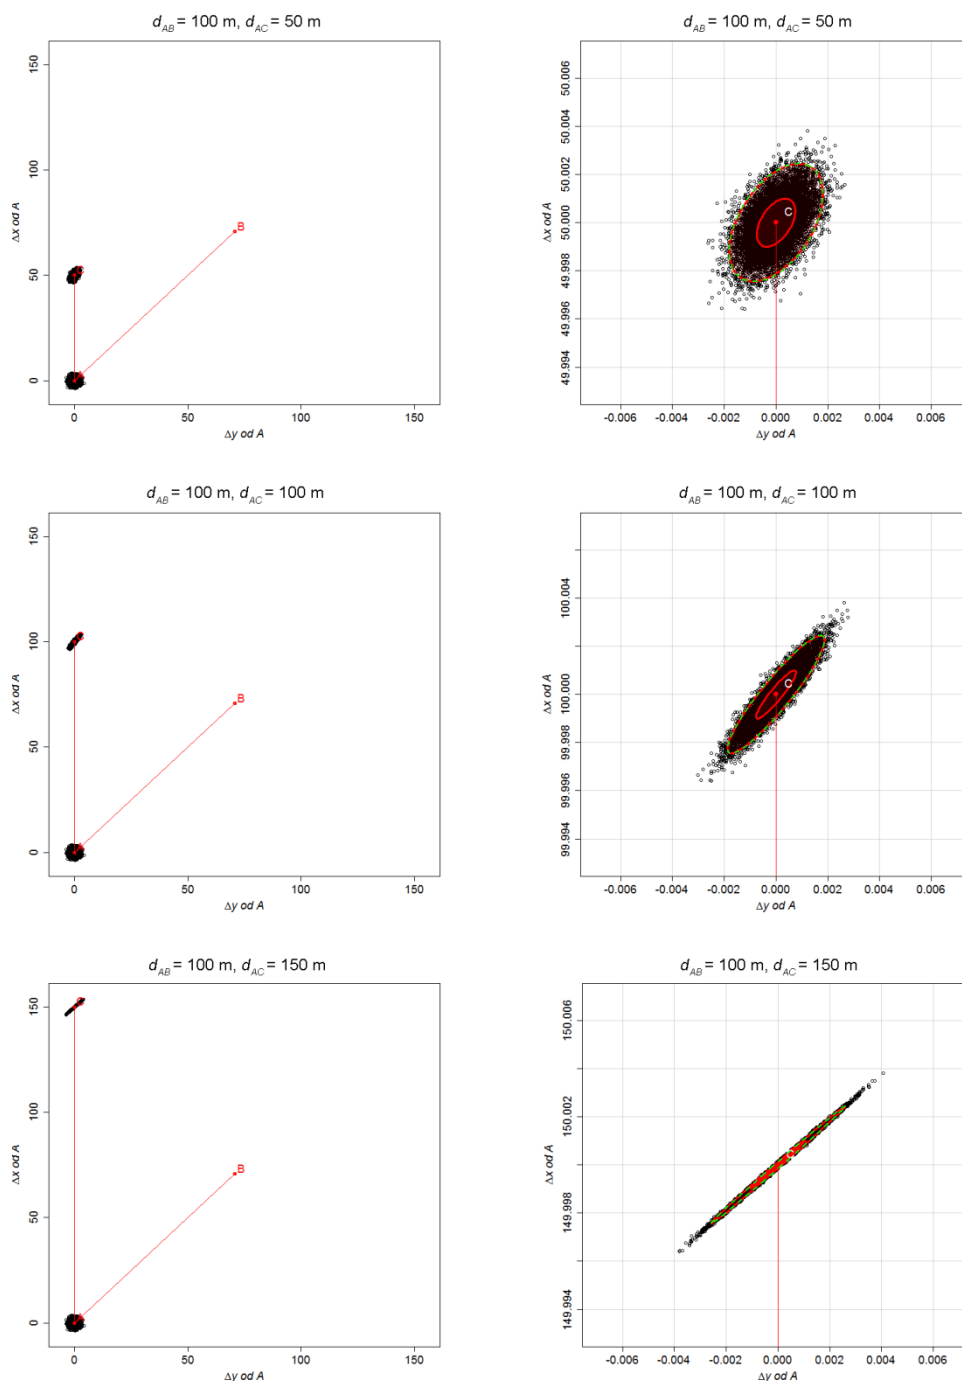 d_AB = 100 m, d_AC = 50 m
150
100
50
0
Δx od A
C
B
0 50 100 150
Δy od A
d_AB = 100 m, d_AC = 50 m
50.006
50.004
50.002
50.000
49.998
49.996
49.994
Δx od A
C
-0.006 -0.004 -0.002 0.000 0.002 0.004 0.006
Δy od A
d_AB = 100 m, d_AC = 100 m
150
100
50
0
Δx od A
B
0 50 100 150
Δy od A
d_AB = 100 m, d_AC = 100 m
100.004
100.000
99.998
99.996
99.994
Δx od A
C
-0.006 -0.004 -0.002 0.000 0.002 0.004 0.006
Δy od A
d_AB = 100 m, d_AC = 150 m
150
100
50
0
Δx od A
B
0 50 100 150
Δy od A
d_AB = 100 m, d_AC = 150 m
150.006
150.002
149.998
149.994
Δx od A
-0.006 -0.004 -0.002 0.000 0.002 0.004 0.006
Δy od A